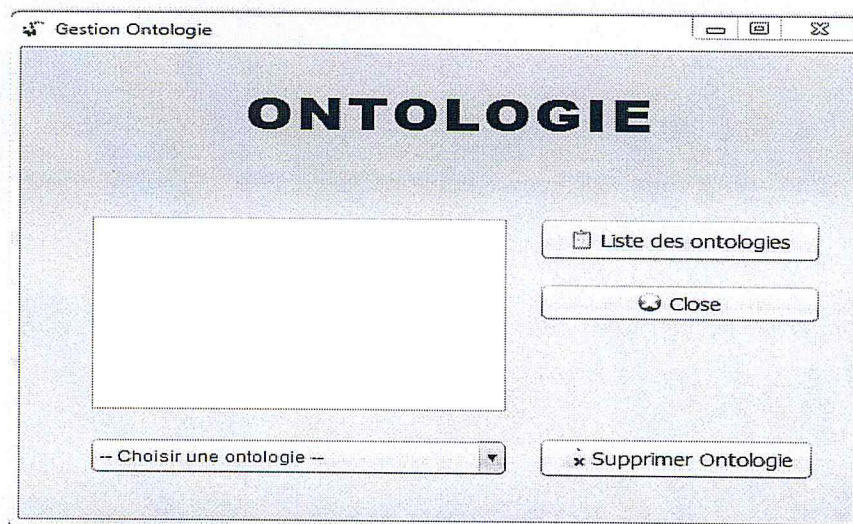 Gestion Ontologie
ONTOLOGIE
Liste des ontologies
Close
-- Choisir une ontologie --
Supprimer Ontologie